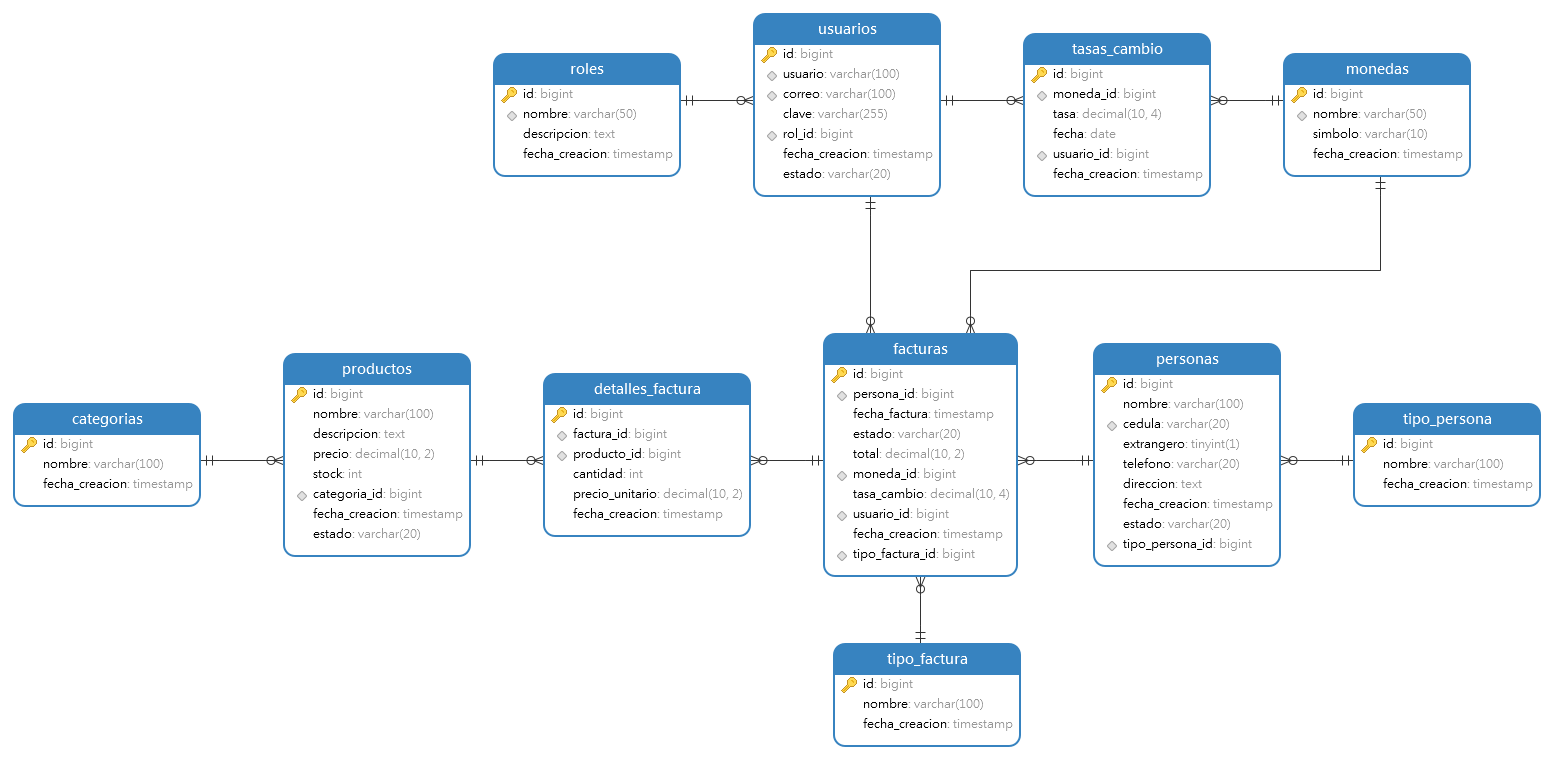 usuarios
id: bigint
usuario: varchar(100)
correo: varchar(100)
clave: varchar(255)
rol_id: bigint
fecha_creacion: timestamp
estado: varchar(20)
tasas_cambio
id: bigint
moneda_id: bigint
tasa: decimal(10, 4)
fecha: date
usuario_id: bigint
fecha_creacion: timestamp
roles
id: bigint
nombre: varchar(50)
descripcion: text
fecha_creacion: timestamp
monedas
id: bigint
nombre: varchar(50)
simbolo: varchar(10)
fecha_creacion: timestamp
facturas
id: bigint
persona_id: bigint
fecha_factura: timestamp
estado: varchar(20)
total: decimal(10, 2)
moneda_id: bigint
tasa_cambio: decimal(10, 4)
usuario_id: bigint
fecha_creacion: timestamp
tipo_factura_id: bigint
personas
id: bigint
nombre: varchar(100)
cedula: varchar(20)
extrangero: tinyint(1)
telefono: varchar(20)
direccion: text
fecha_creacion: timestamp
estado: varchar(20)
tipo_persona_id: bigint
productos
id: bigint
nombre: varchar(100)
descripcion: text
precio: decimal(10, 2)
stock: int
categoria_id: bigint
fecha_creacion: timestamp
estado: varchar(20)
detalles_factura
id: bigint
factura_id: bigint
producto_id: bigint
cantidad: int
precio_unitario: decimal(10, 2)
fecha_creacion: timestamp
categorias
id: bigint
nombre: varchar(100)
fecha_creacion: timestamp
tipo_persona
id: bigint
nombre: varchar(100)
fecha_creacion: timestamp
tipo_factura
id: bigint
nombre: varchar(100)
fecha_creacion: timestamp